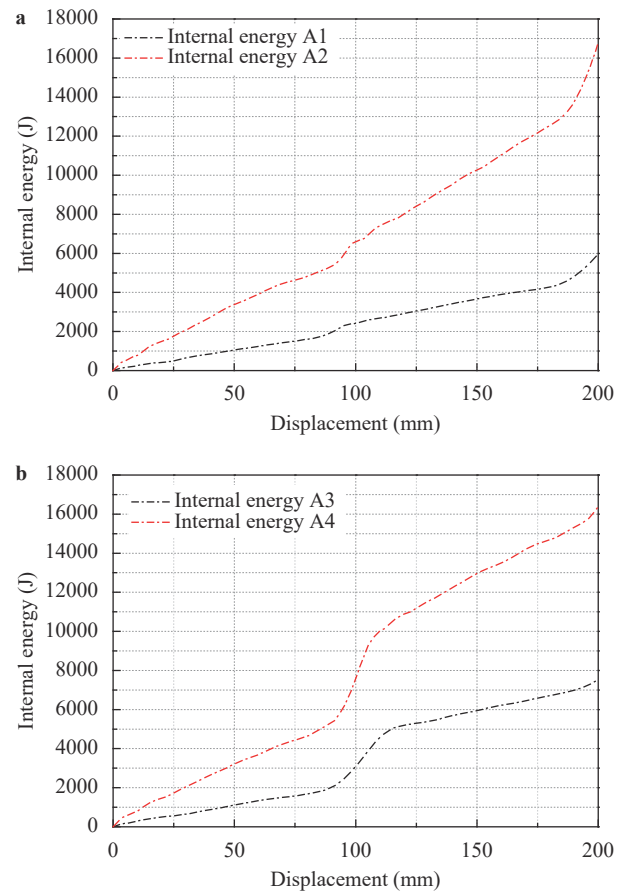 a
18000
16000
14000
12000
10000
8000
6000
4000
2000
0
Internal energy (J)
Internal energy A1
Internal energy A2
0 50 100 150 200
Displacement (mm)
b
18000
16000
14000
12000
10000
8000
6000
4000
2000
0
Internal energy (J)
Internal energy A3
Internal energy A4
0 50 100 150 200
Displacement (mm)